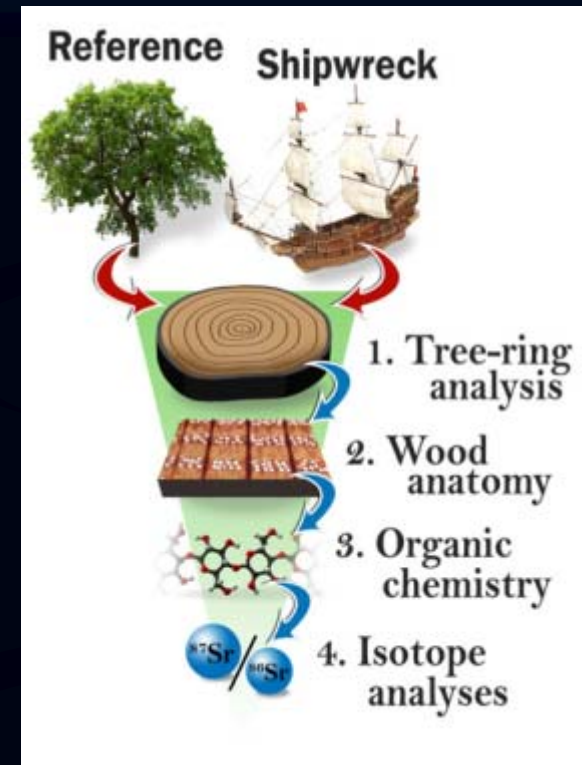 Reference
Shipwreck
1. Tree-ring
analysis
2. Wood
anatomy
3. Organic
chemistry
⁸⁷Sr/⁸⁶Sr
4. Isotope
analyses